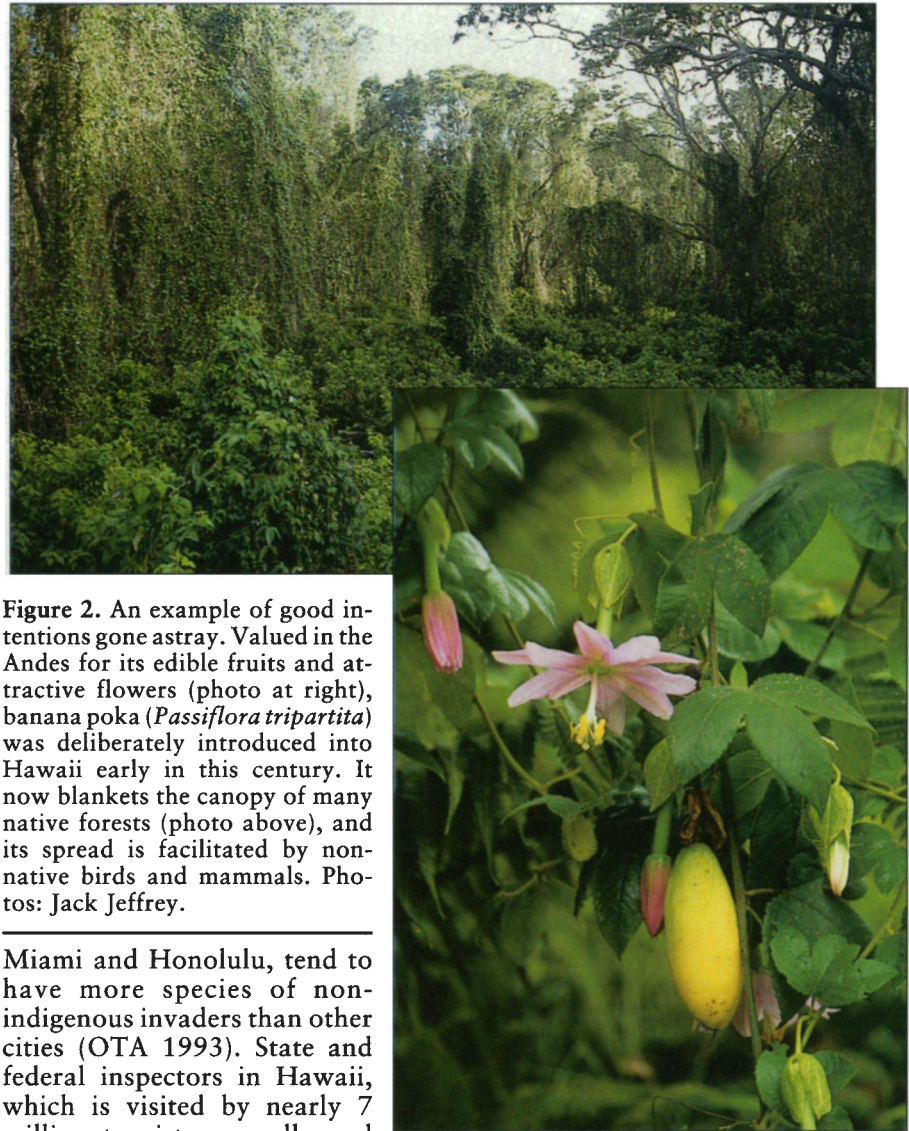 Figure 2. An example of good in-
tentions gone astray. Valued in the
Andes for its edible fruits and at-
tractive flowers (photo at right),
banana poka (Passiflora tripartita)
was deliberately introduced into
Hawaii early in this century. It
now blankets the canopy of many
native forests (photo above), and
its spread is facilitated by non-
native birds and mammals. Pho-
tos: Jack Jeffrey.
Miami and Honolulu, tend to
have more species of non-
indigenous invaders than other
cities (OTA 1993). State and
federal inspectors in Hawaii,
which is visited by nearly 7